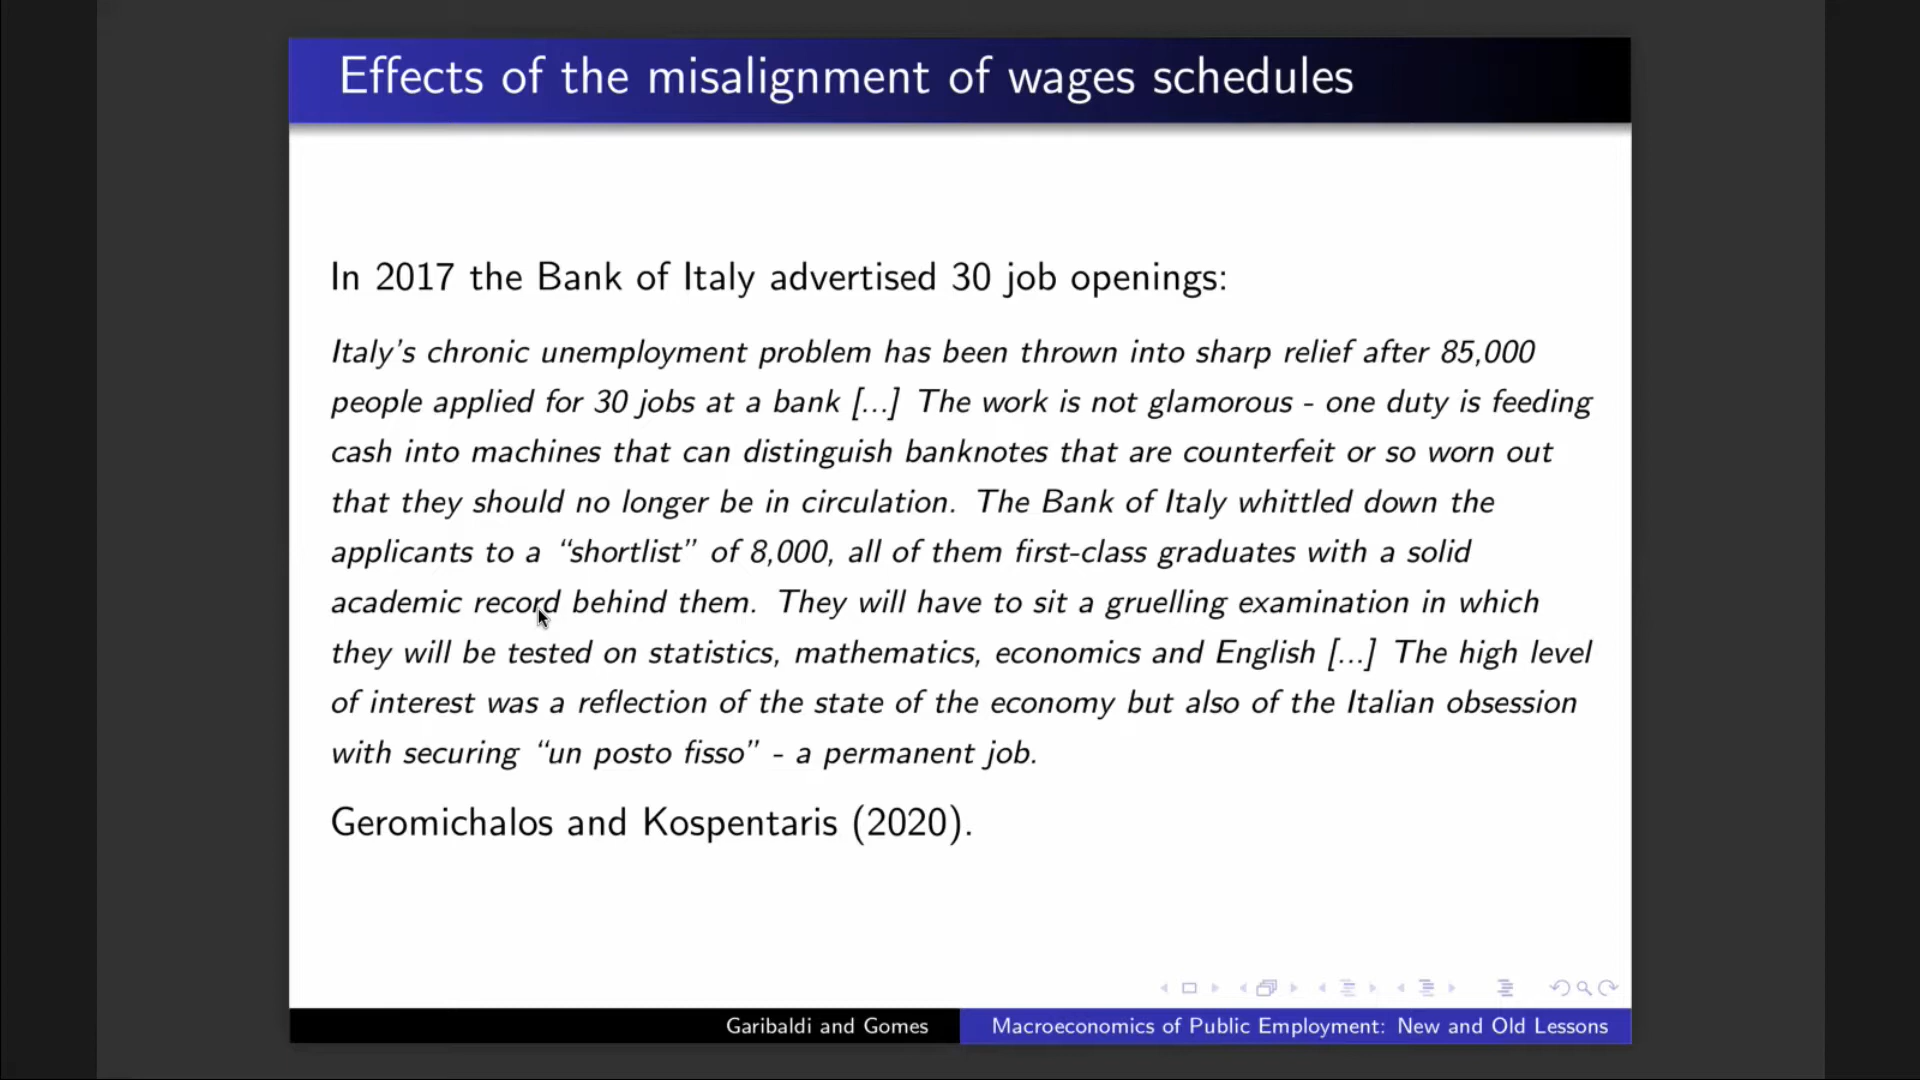 Effects of the misalignment of wages schedules
In 2017 the Bank of Italy advertised 30 job openings:
Italy's chronic unemployment problem has been thrown into sharp relief after 85,000
people applied for 30 jobs at a bank [...] The work is not glamorous - one duty is feeding
cash into machines that can distinguish banknotes that are counterfeit or so worn out
that they should no longer be in circulation. The Bank of Italy whittled down the
applicants to a “shortlist” of 8,000, all of them first-class graduates with a solid
academic record behind them. They will have to sit a gruelling examination in which
they will be tested on statistics, mathematics, economics and English [...] The high level
of interest was a reflection of the state of the economy but also of the Italian obsession
with securing “un posto fisso” - a permanent job.
Geromichalos and Kospentaris (2020).
Garibaldi and Gomes
Macroeconomics of Public Employment: New and Old Lessons